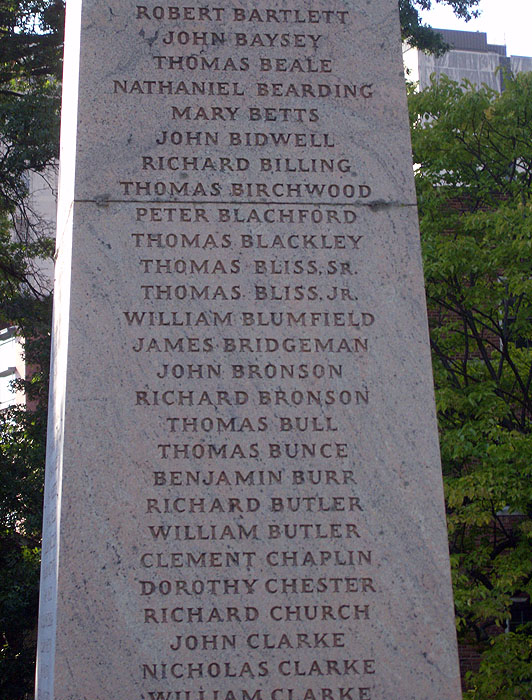 ROBERT BARTLETT
JOHN BAYSEY
THOMAS BEALE
NATHANIEL BEARDING
MARY BETTS
JOHN BIDWELL
RICHARD BILLING
THOMAS BIRCHWOOD
PETER BLACHFORD
THOMAS BLACKLEY
THOMAS BLISS, SR.
THOMAS BLISS, JR.
WILLIAM BLUMFIELD
JAMES BRIDGEMAN
JOHN BRONSON
RICHARD BRONSON
THOMAS BULL
THOMAS BUNCE
BENJAMIN BURR
RICHARD BUTLER
WILLIAM BUTLER
CLEMENT CHAPLIN
DOROTHY CHESTER
RICHARD CHURCH
JOHN CLARKE
NICHOLAS CLARKE
WILLIAM CLARKE